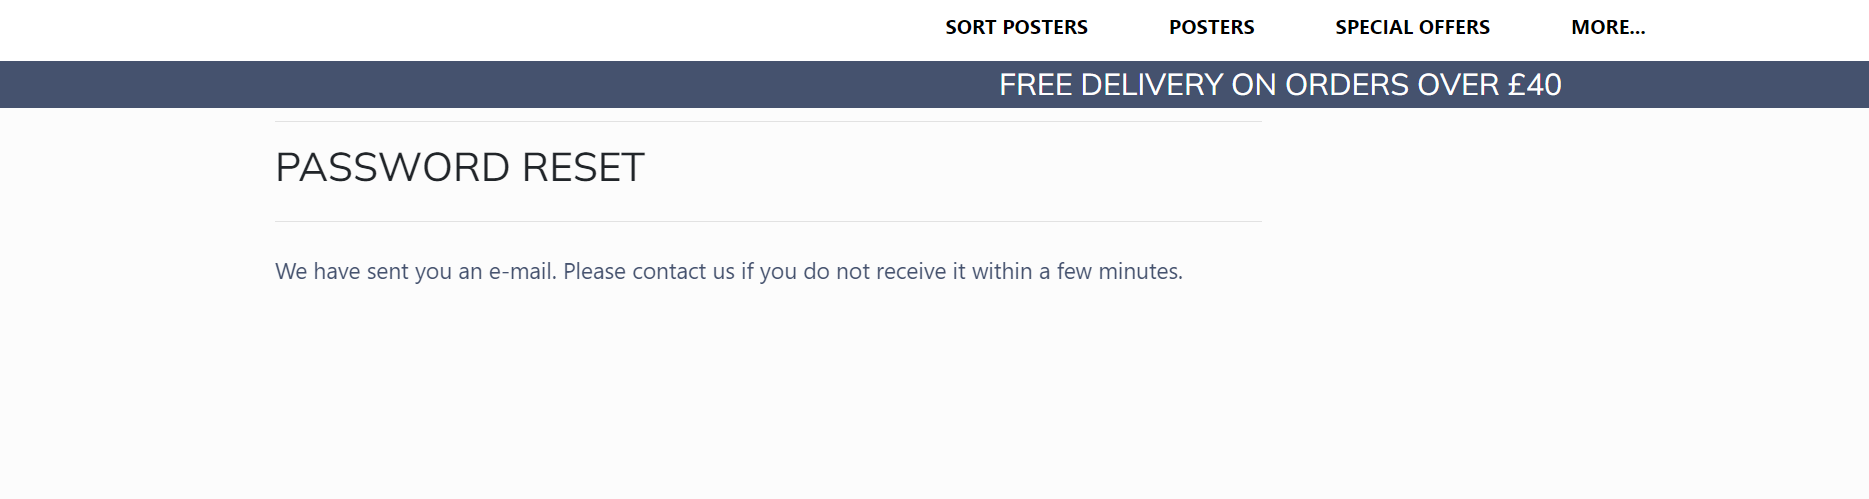 SORT POSTERS POSTERS SPECIAL OFFERS MORE...
FREE DELIVERY ON ORDERS OVER £40
PASSWORD RESET
We have sent you an e-mail. Please contact us if you do not receive it within a few minutes.